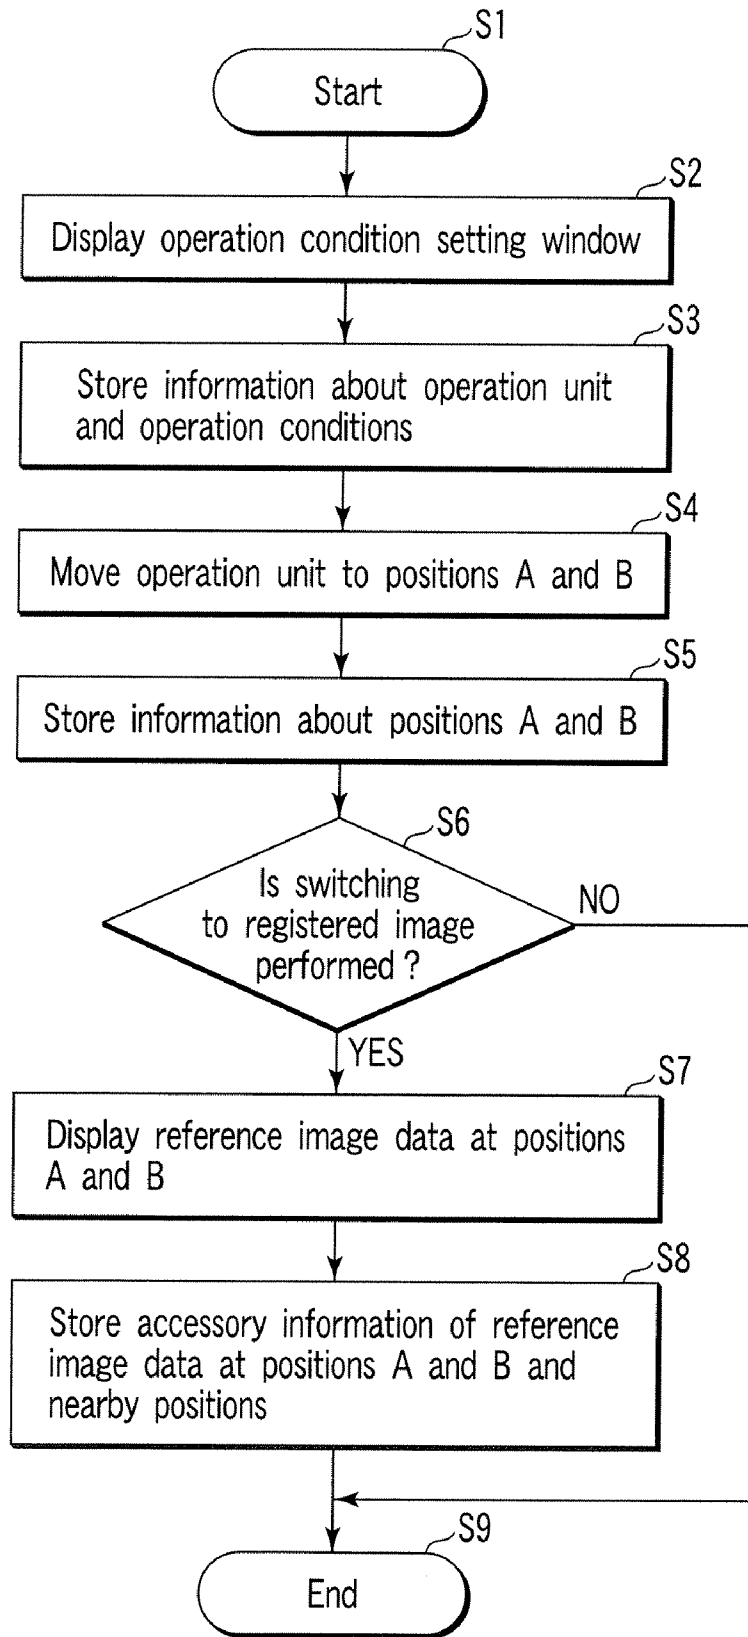 S1
Start
S2
Display operation condition setting window
S3
Store information about operation unit
and operation conditions
S4
Move operation unit to positions A and B
S5
Store information about positions A and B
S6
Is switching
to registered image
performed ?
NO
YES
S7
Display reference image data at positions
A and B
S8
Store accessory information of reference
image data at positions A and B and
nearby positions
S9
End